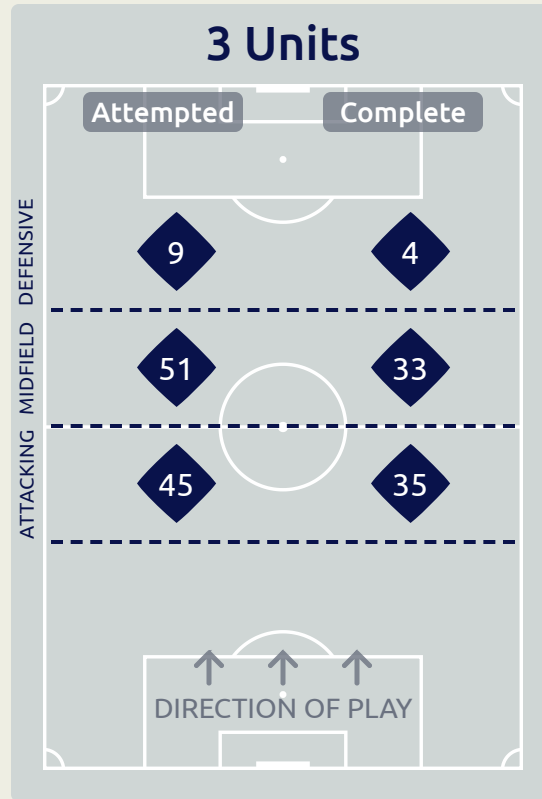 3 Units
Attempted Complete
DEFENSIVE
9 4
MIDFIELD
51 33
ATTACKING
45 35
DIRECTION OF PLAY